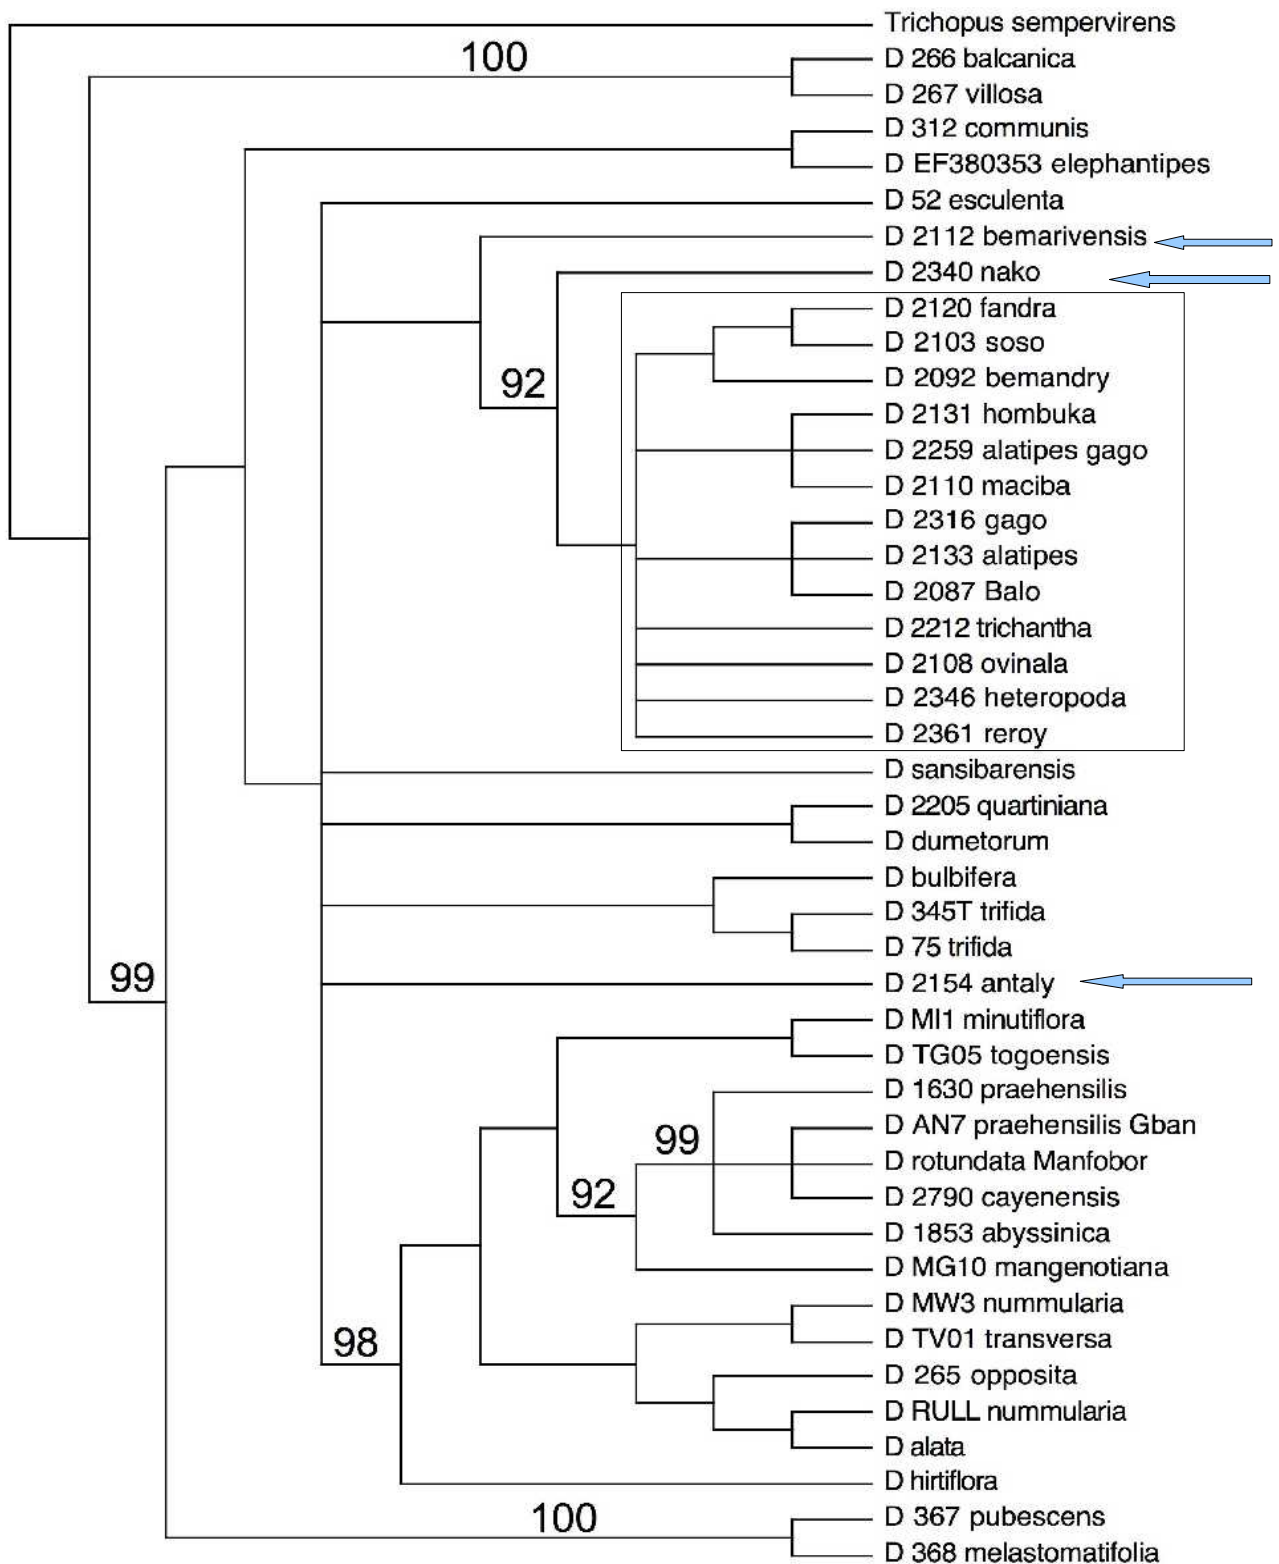 Trichopus sempervirens
100
D 266 balcanica
D 267 villosa
D 312 communis
D EF380353 elephantipes
D 52 esculenta
D 2112 bemarivensis
D 2340 nako
D 2120 fandra
D 2103 soso
D 2092 bemandry
92
D 2131 hombuka
D 2259 alatipes gago
D 2110 maciba
D 2316 gago
D 2133 alatipes
D 2087 Balo
D 2212 trichantha
D 2108 ovinala
D 2346 heteropoda
D 2361 reroy
D sansibarensis
D 2205 quartiniana
D dumetorum
D bulbifera
D 345T trifida
D 75 trifida
99
D 2154 antaly
D MI1 minutiflora
D TG05 togoensis
D 1630 praehensilis
D AN7 praehensilis Gban
99
D rotundata Manfobor
92
D 2790 cayenensis
D 1853 abyssinica
D MG10 mangenotiana
D MW3 nummularia
D TV01 transversa
98
D 265 opposita
D RULL nummularia
D alata
D hirtiflora
100
D 367 pubescens
D 368 melastomatifolia